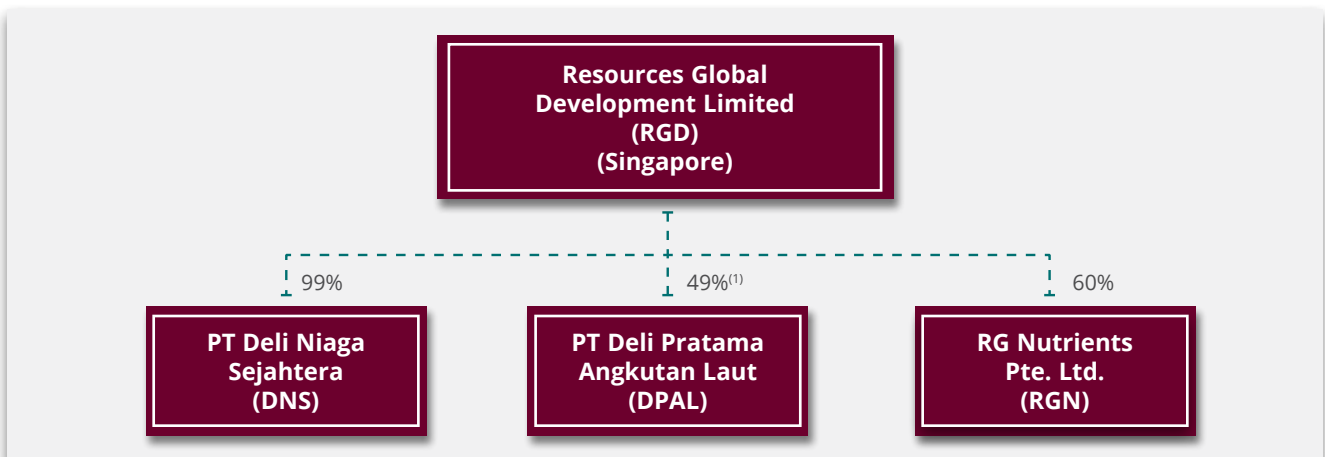 Resources Global
Development Limited
(RGD)
(Singapore)
99%
49%(1)
60%
PT Deli Niaga
Sejahtera
(DNS)
PT Deli Pratama
Angkutan Laut
(DPAL)
RG Nutrients
Pte. Ltd.
(RGN)